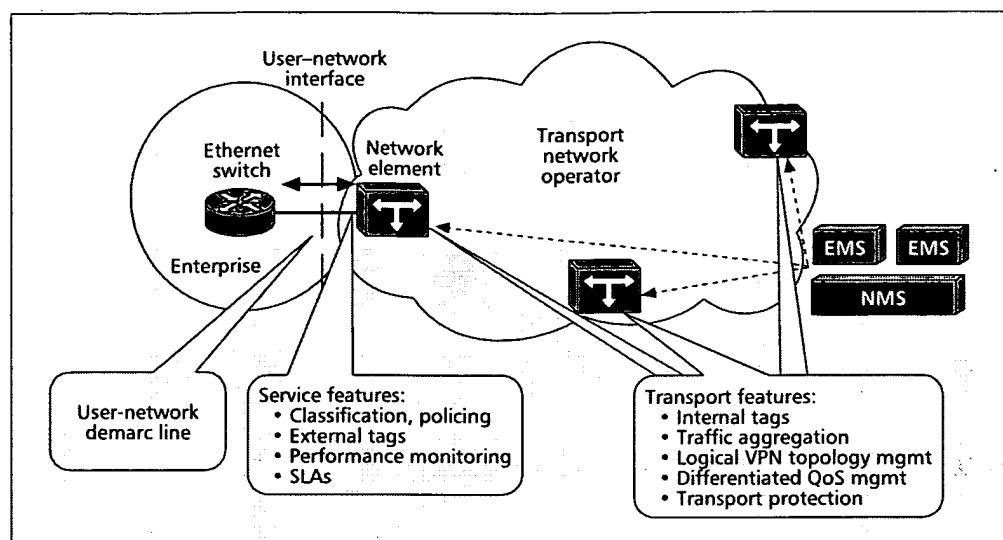 User–network
interface
Ethernet
switch
Network
element
Transport
network
operator
Enterprise
EMS
EMS
NMS
User-network
demarc line
Service features:
• Classification, policing
• External tags
• Performance monitoring
• SLAs
Transport features:
• Internal tags
• Traffic aggregation
• Logical VPN topology mgmt
• Differentiated QoS mgmt
• Transport protection